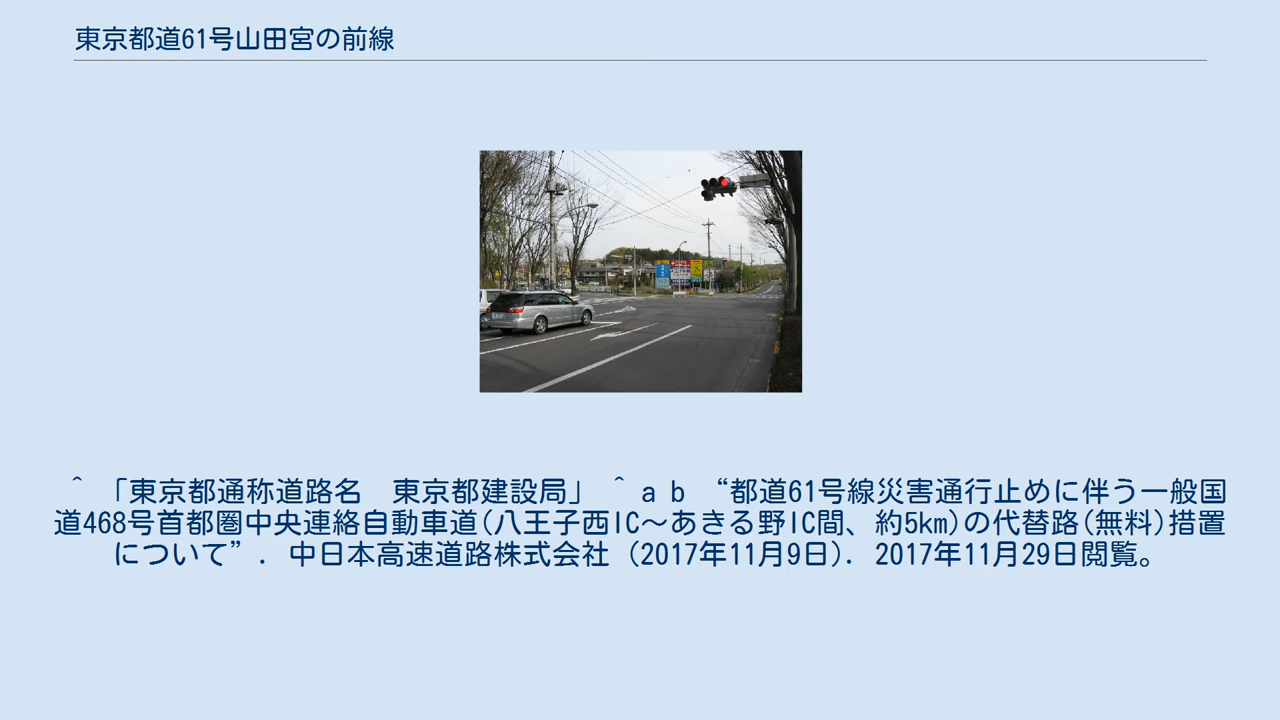 東京都道61号山田宮の前線
^ 「東京都通称道路名　東京都建設局」 ^ a b “都道61号線災害通行止めに伴う一般国
道468号首都圏中央連絡自動車道(八王子西IC～あきる野IC間、約5km)の代替路(無料)措置
について”. 中日本高速道路株式会社 (2017年11月9日). 2017年11月29日閲覧。